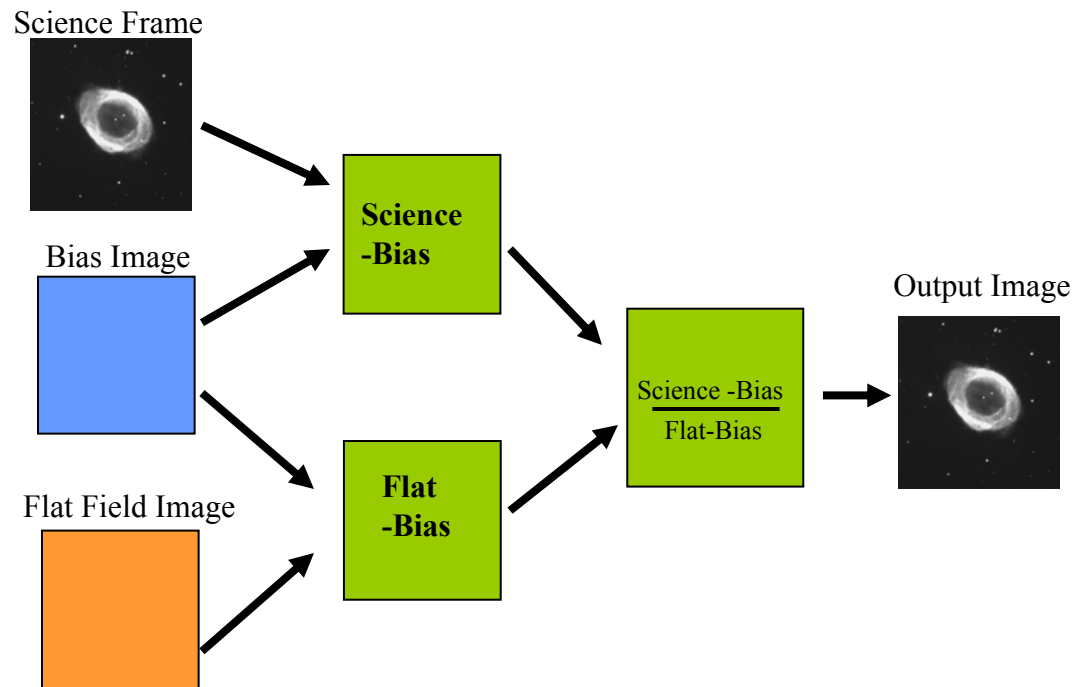 Science Frame
Bias Image
Flat Field Image
Science
-Bias
Flat
-Bias
Science -Bias
Flat-Bias
Output Image